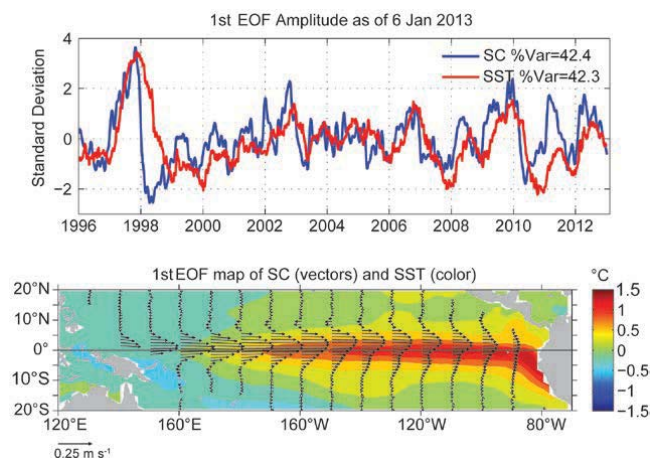 1st EOF Amplitude as of 6 Jan 2013
Standard Deviation
4
2
0
−2
SC %Var=42.4
SST %Var=42.3
1996 1998 2000 2002 2004 2006 2008 2010 2012
1st EOF map of SC (vectors) and SST (color)
20°N
10°N
0°
10°S
20°S
120°E 160°E 160°W 120°W 80°W
°C
1.5
1
0.5
0
−0.5
−1
−1.5
0.25 m s⁻¹